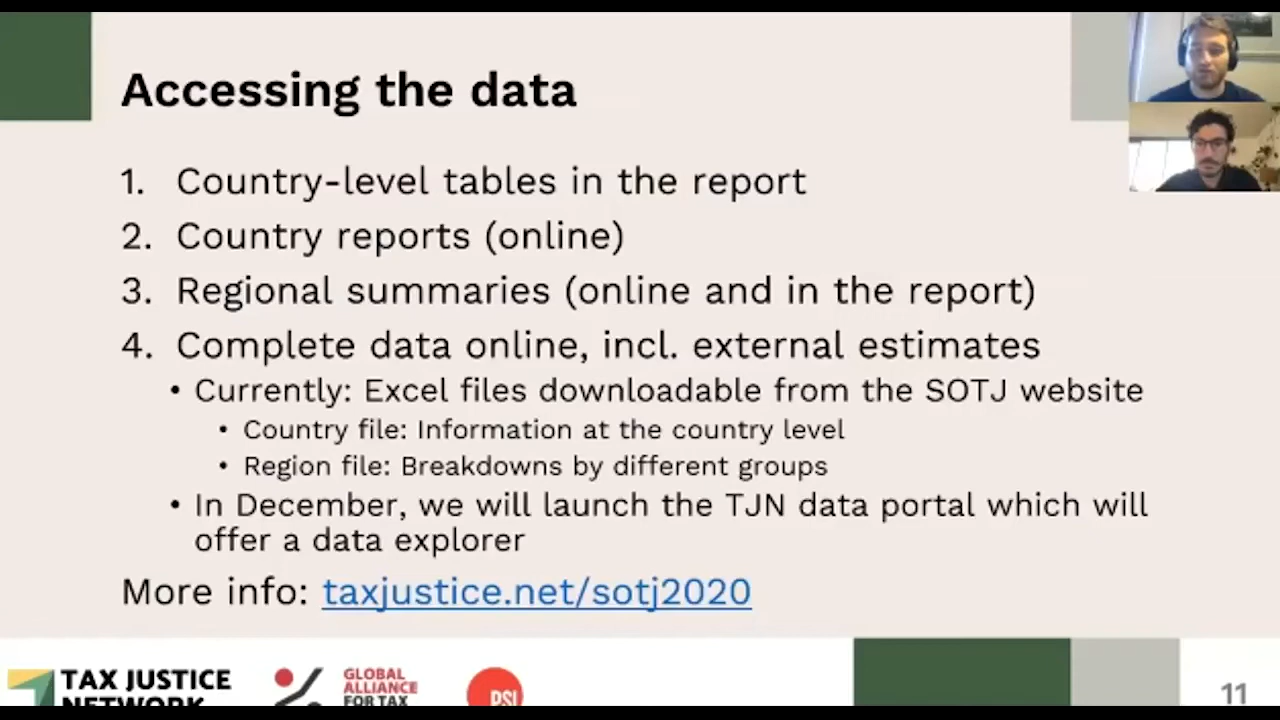 Accessing the data
1. Country-level tables in the report
2. Country reports (online)
3. Regional summaries (online and in the report)
4. Complete data online, incl. external estimates
• Currently: Excel files downloadable from the SOTJ website
• Country file: Information at the country level
• Region file: Breakdowns by different groups
• In December, we will launch the TJN data portal which will
offer a data explorer
More info: taxjustice.net/sotj2020
TAX JUSTICE
NETWORK
GLOBAL
ALLIANCE
FOR TAX
PSI
11